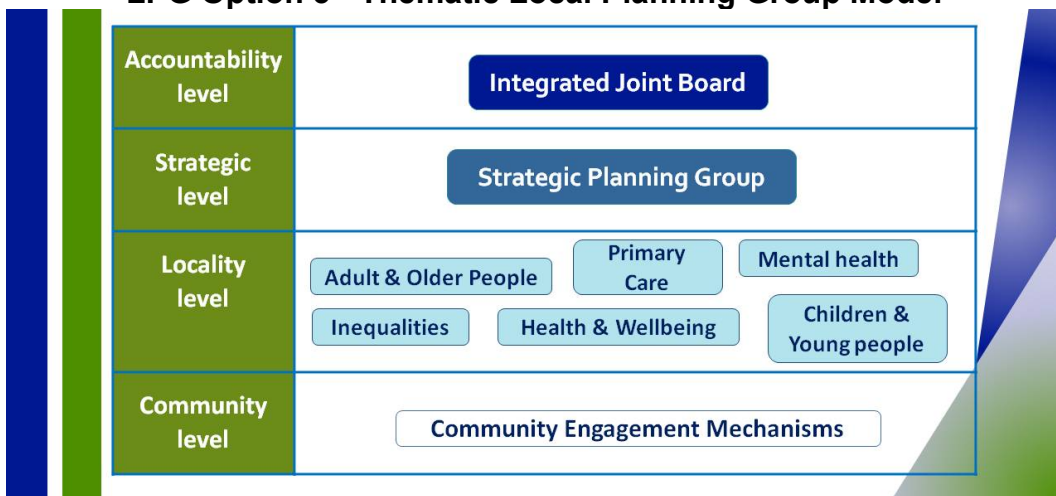 Thematic Local Planning Group Model
Accountability
level
Integrated Joint Board
Strategic
level
Strategic Planning Group
Locality
level
Adult & Older People
Primary
Care
Mental health
Inequalities
Health & Wellbeing
Children &
Young people
Community
level
Community Engagement Mechanisms